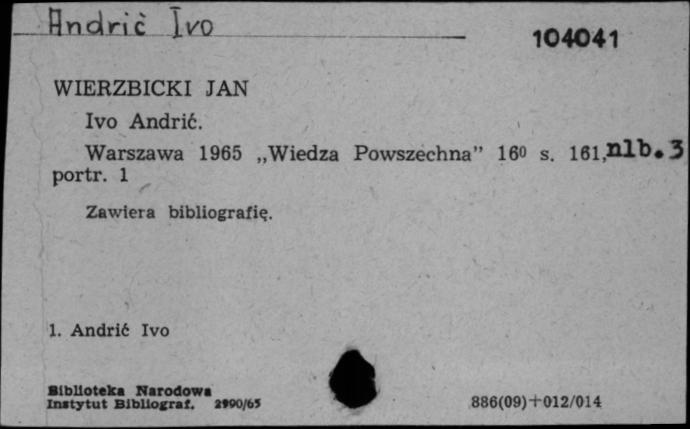 Andrić Ivo
104041
WIERZBICKI JAN
Ivo Andrić.
Warszawa 1965 „Wiedza Powszechna” 16⁰ s. 161, nlb. 3
portr. 1
Zawiera bibliografię.
1. Andrić Ivo
Biblioteka Narodowa
Instytut Bibliograf. 2990/65
886(09)+012/014